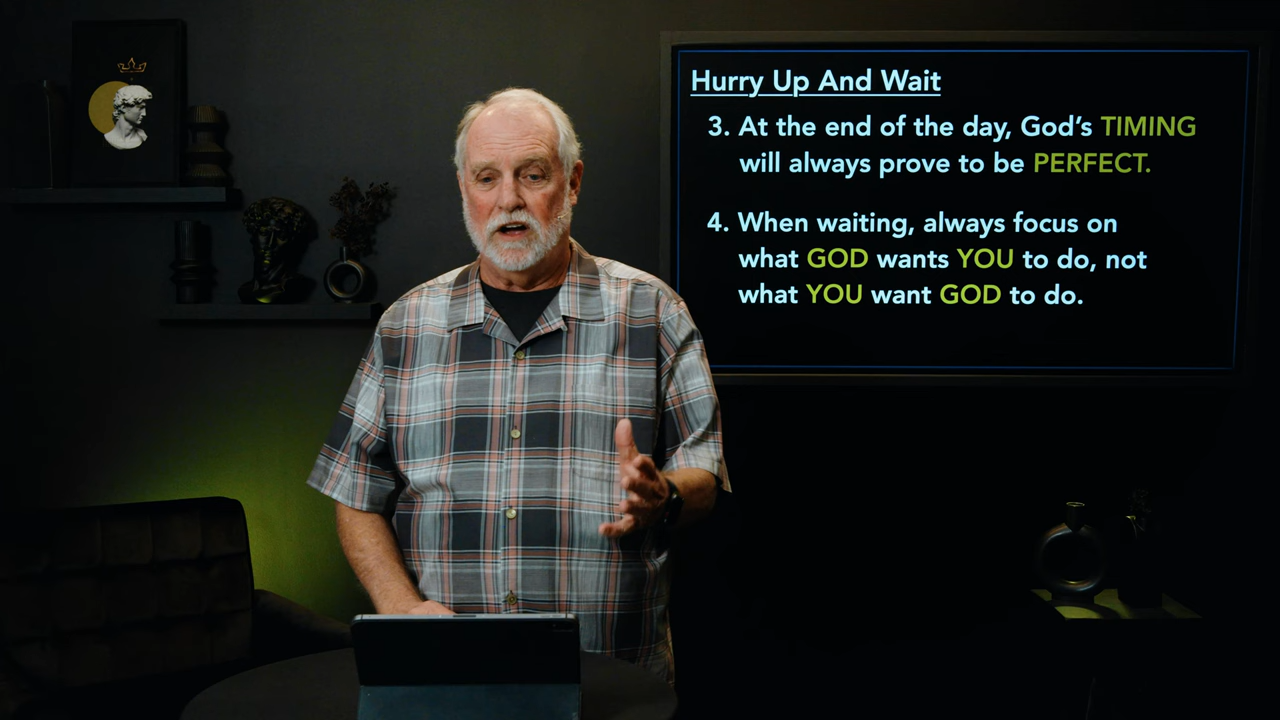 Hurry Up And Wait
3. At the end of the day, God's TIMING
will always prove to be PERFECT.
4. When waiting, always focus on
what GOD wants YOU to do, not
what YOU want GOD to do.